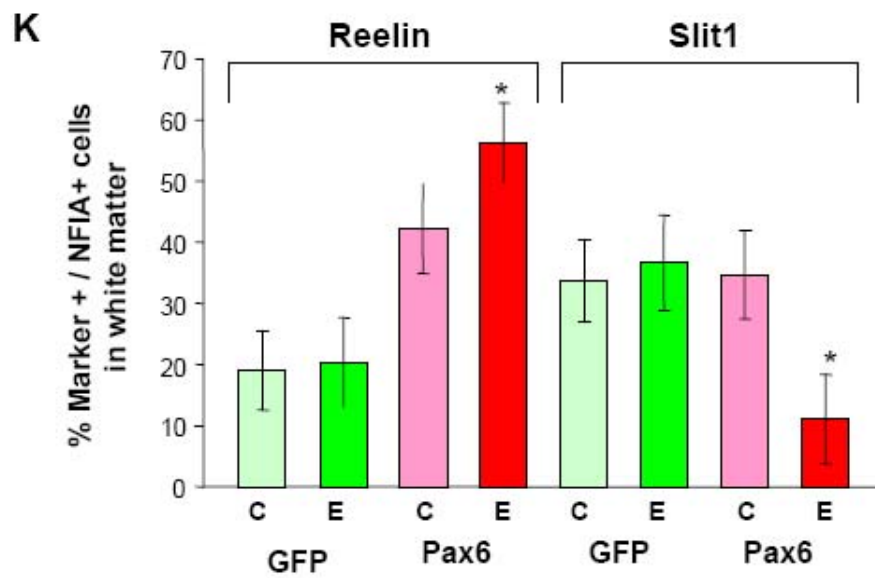 K
Reelin Slit1
% Marker + / NFIA+ cells
in white matter
70
60
50
40
30
20
10
0
*
*
C E C E C E C E
GFP Pax6 GFP Pax6